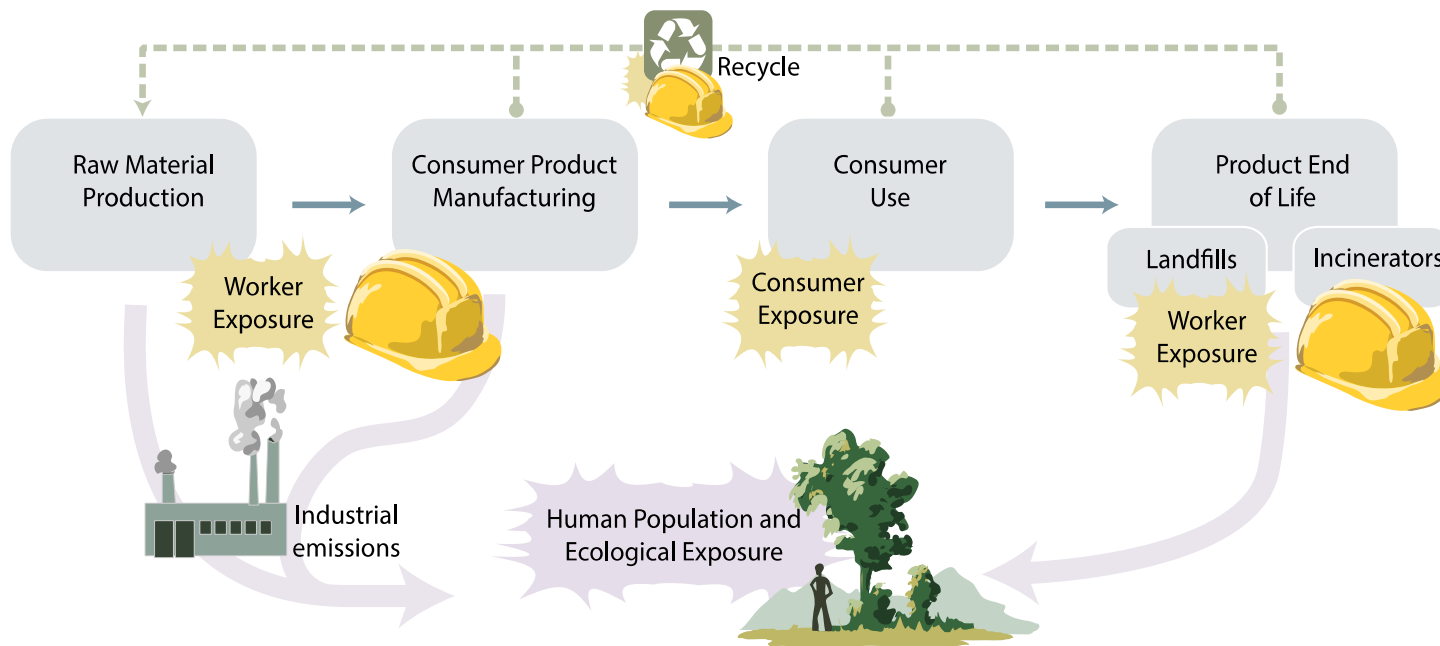 Recycle
Raw Material
Production
Consumer Product
Manufacturing
Consumer
Use
Product End
of Life
Landfills
Incinerators
Worker
Exposure
Consumer
Exposure
Worker
Exposure
Industrial
emissions
Human Population and
Ecological Exposure